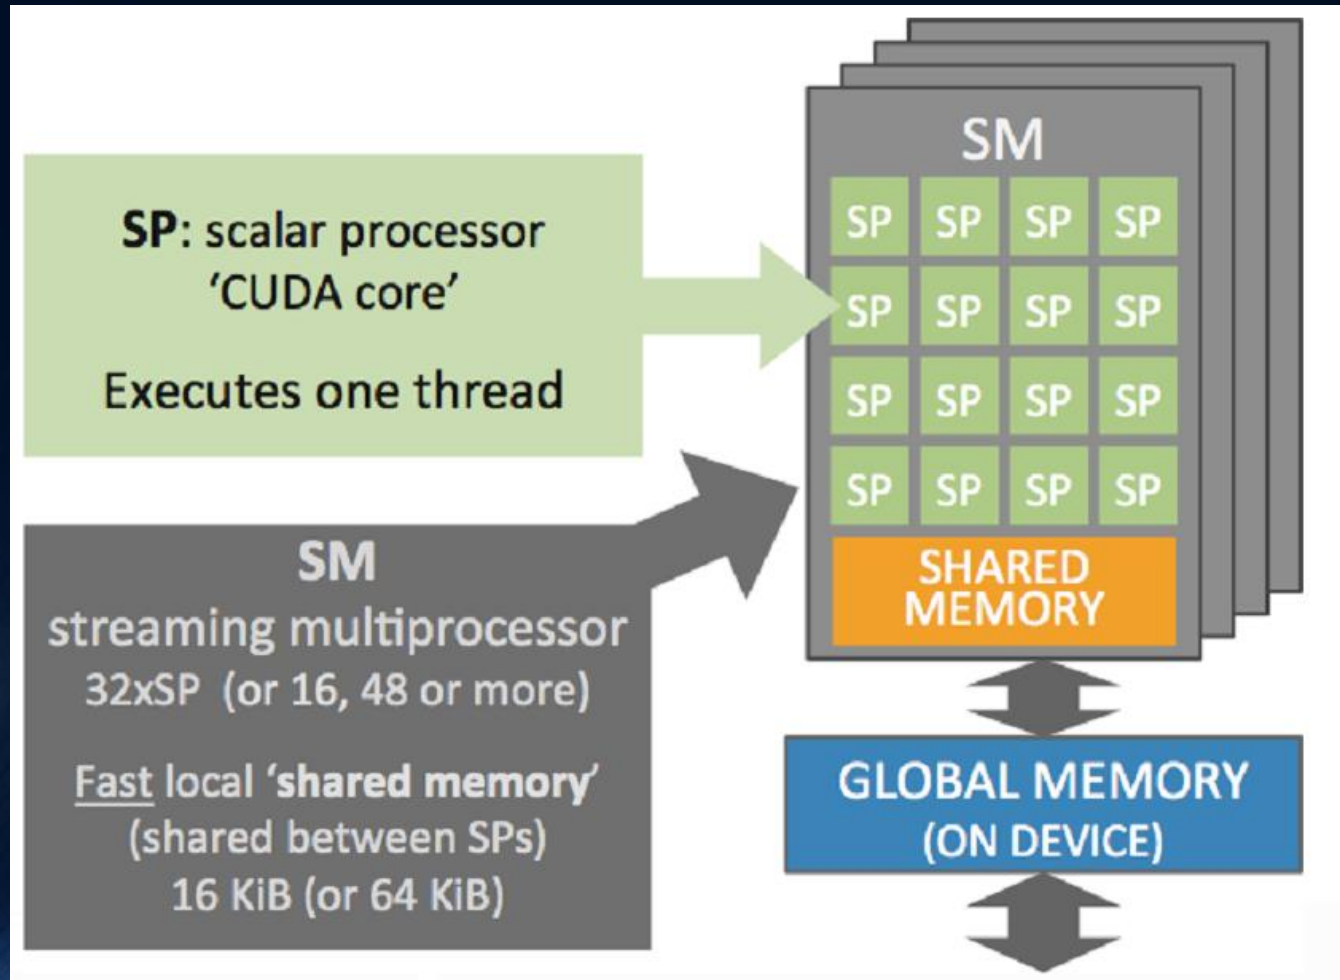 SP: scalar processor
‘CUDA core’
Executes one thread
SM
streaming multiprocessor
32xSP (or 16, 48 or more)
Fast local ‘shared memory’
(shared between SPs)
16 KiB (or 64 KiB)
SM
SP SP SP SP
SP SP SP SP
SP SP SP SP
SP SP SP SP
SHARED
MEMORY
GLOBAL MEMORY
(ON DEVICE)